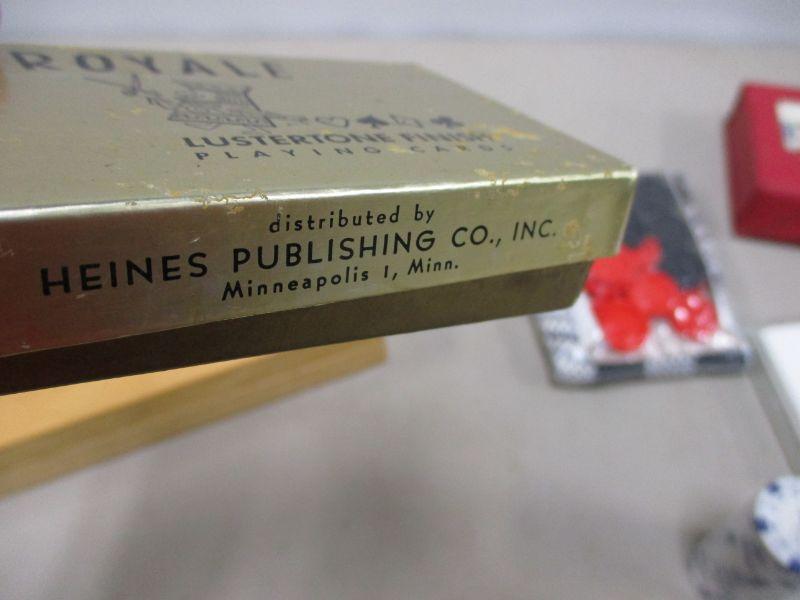 ROYALE
LUSTERTONE FINISH
PLAYING CARDS
distributed by
HEINES PUBLISHING CO., INC.
Minneapolis 1, Minn.